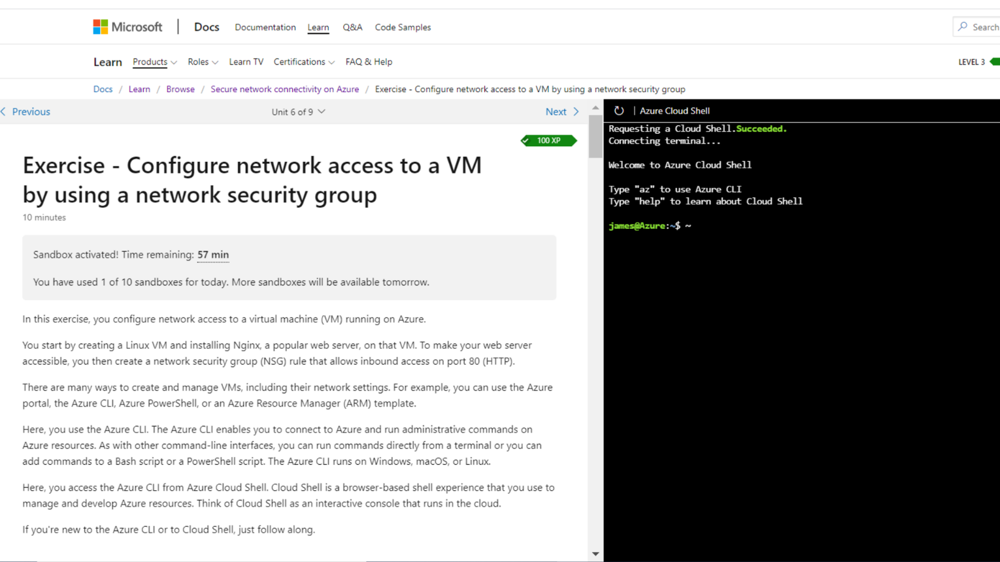 Microsoft | Docs Documentation Learn Q&A Code Samples Search
Learn Products Roles Learn TV Certifications FAQ & Help LEVEL 3
Docs / Learn / Browse / Secure network connectivity on Azure / Exercise - Configure network access to a VM by using a network security group
Previous Unit 6 of 9 Next
100 XP
Exercise - Configure network access to a VM
by using a network security group
10 minutes
Sandbox activated! Time remaining: 57 min
You have used 1 of 10 sandboxes for today. More sandboxes will be available tomorrow.
In this exercise, you configure network access to a virtual machine (VM) running on Azure.
You start by creating a Linux VM and installing Nginx, a popular web server, on that VM. To make your web server
accessible, you then create a network security group (NSG) rule that allows inbound access on port 80 (HTTP).
There are many ways to create and manage VMs, including their network settings. For example, you can use the Azure
portal, the Azure CLI, Azure PowerShell, or an Azure Resource Manager (ARM) template.
Here, you use the Azure CLI. The Azure CLI enables you to connect to Azure and run administrative commands on
Azure resources. As with other command-line interfaces, you can run commands directly from a terminal or you can
add commands to a Bash script or a PowerShell script. The Azure CLI runs on Windows, macOS, or Linux.
Here, you access the Azure CLI from Azure Cloud Shell. Cloud Shell is a browser-based shell experience that you use to
manage and develop Azure resources. Think of Cloud Shell as an interactive console that runs in the cloud.
If you're new to the Azure CLI or to Cloud Shell, just follow along.
| Azure Cloud Shell
Requesting a Cloud Shell.Succeeded.
Connecting terminal...
Welcome to Azure Cloud Shell
Type "az" to use Azure CLI
Type "help" to learn about Cloud Shell
james@Azure:~$ ~